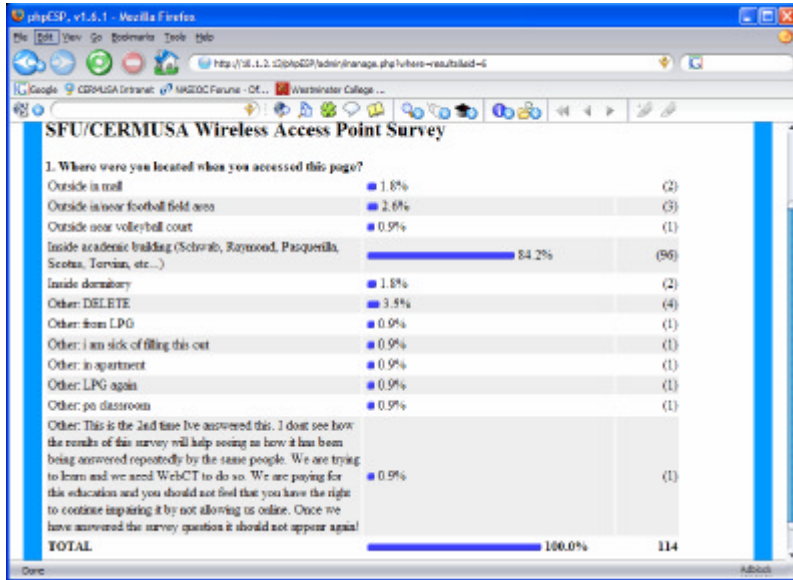 phpESP, v1.6.1 - Mozilla Firefox
File Edit View Go Bookmarks Tools Help
Google CERMUSA Intranet NASIOC Forums - Of... Westminster College ...
SFU/CERMUSA Wireless Access Point Survey
1. Where were you located when you accessed this page?
Outside in mall 1.8% (2)
Outside in/near football field area 2.6% (3)
Outside near volleyball court 0.9% (1)
Inside academic building (Schwab, Raymond, Pasquerilla,
Scotus, Torvian, etc...) 84.2% (96)
Inside dormitory 1.8% (2)
Other: DELETE 3.5% (4)
Other: from LPG 0.9% (1)
Other: i am sick of filling this out 0.9% (1)
Other: in apartment 0.9% (1)
Other: LPG again 0.9% (1)
Other: pa classroom 0.9% (1)
Other: This is the 2nd time Ive answered this. I dont see how
the results of this survey will help seeing as how it has been
being answered repeatedly by the same people. We are trying
to learn and we need WebCT to do so. We are paying for 0.9% (1)
this education and you should not feel that you have the right
to continue impairing it by not allowing us online. Once we
have answered the survey question it should not appear again!
TOTAL 100.0% 114
Done Adblock